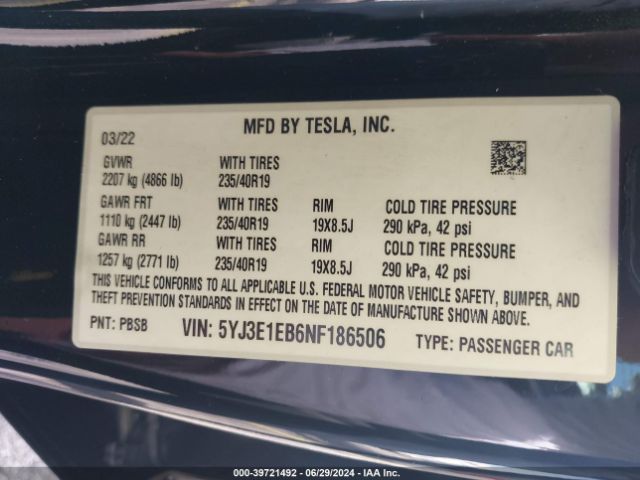 MFD BY TESLA, INC.
03/22
GVWR WITH TIRES
2207 kg (4866 lb) 235/40R19
GAWR FRT WITH TIRES RIM COLD TIRE PRESSURE
1110 kg (2447 lb) 235/40R19 19X8.5J 290 kPa, 42 psi
GAWR RR WITH TIRES RIM COLD TIRE PRESSURE
1257 kg (2771 lb) 235/40R19 19X8.5J 290 kPa, 42 psi
THIS VEHICLE CONFORMS TO ALL APPLICABLE U.S. FEDERAL MOTOR VEHICLE SAFETY, BUMPER, AND
THEFT PREVENTION STANDARDS IN EFFECT ON THE DATE OF MANUFACTURE SHOWN ABOVE.
PNT: PBSB VIN: 5YJ3E1EB6NF186506 TYPE: PASSENGER CAR
000-39721492 - 06/29/2024 - IAA Inc.